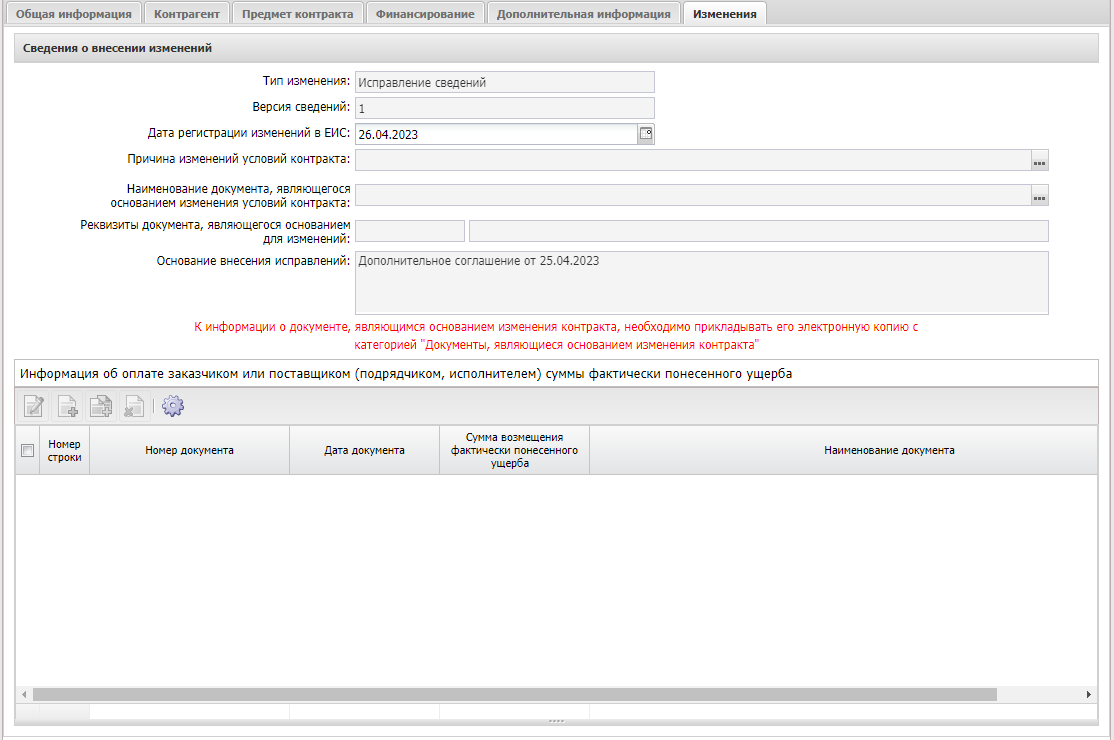 Общая информация Контрагент Предмет контракта Финансирование Дополнительная информация Изменения
Сведения о внесении изменений
Тип изменения: Исправление сведений
Версия сведений: 1
Дата регистрации изменений в ЕИС: 26.04.2023
Причина изменений условий контракта:
Наименование документа, являющегося
основанием изменения условий контракта:
Реквизиты документа, являющегося основанием
для изменений:
Основание внесения исправлений: Дополнительное соглашение от 25.04.2023
К информации о документе, являющимся основанием изменения контракта, необходимо прикладывать его электронную копию с
категорией "Документы, являющиеся основанием изменения контракта"
Информация об оплате заказчиком или поставщиком (подрядчиком, исполнителем) суммы фактически понесенного ущерба
Номер
строки
Номер документа
Дата документа
Сумма возмещения
фактически понесенного
ущерба
Наименование документа